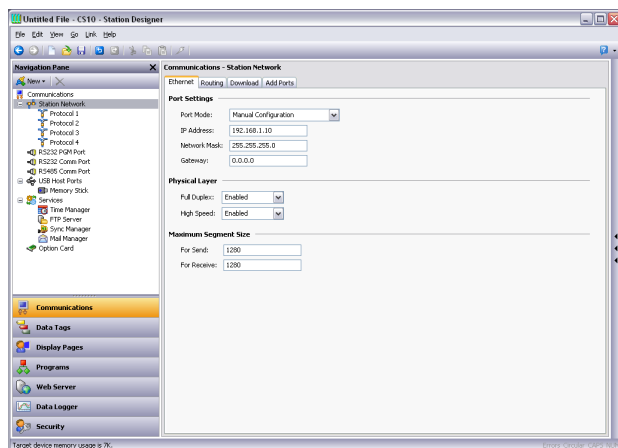 Untitled File - CS10 - Station Designer
File Edit View Go Link Help
Navigation Pane
New
Communications
Station Network
Protocol 1
Protocol 2
Protocol 3
Protocol 4
RS232 PGM Port
RS232 Comm Port
RS485 Comm Port
USB Host Ports
Memory Stick
Services
Time Manager
FTP Server
Sync Manager
Mail Manager
Option Card
Communications
Data Tags
Display Pages
Programs
Web Server
Data Logger
Security
Communications - Station Network
Ethernet Routing Download Add Ports
Port Settings
Port Mode: Manual Configuration
IP Address: 192.168.1.10
Network Mask: 255.255.255.0
Gateway: 0.0.0.0
Physical Layer
Full Duplex: Enabled
High Speed: Enabled
Maximum Segment Size
For Send: 1280
For Receive: 1280
Target device memory usage is 7K.
Errors Circular CAPS NUM